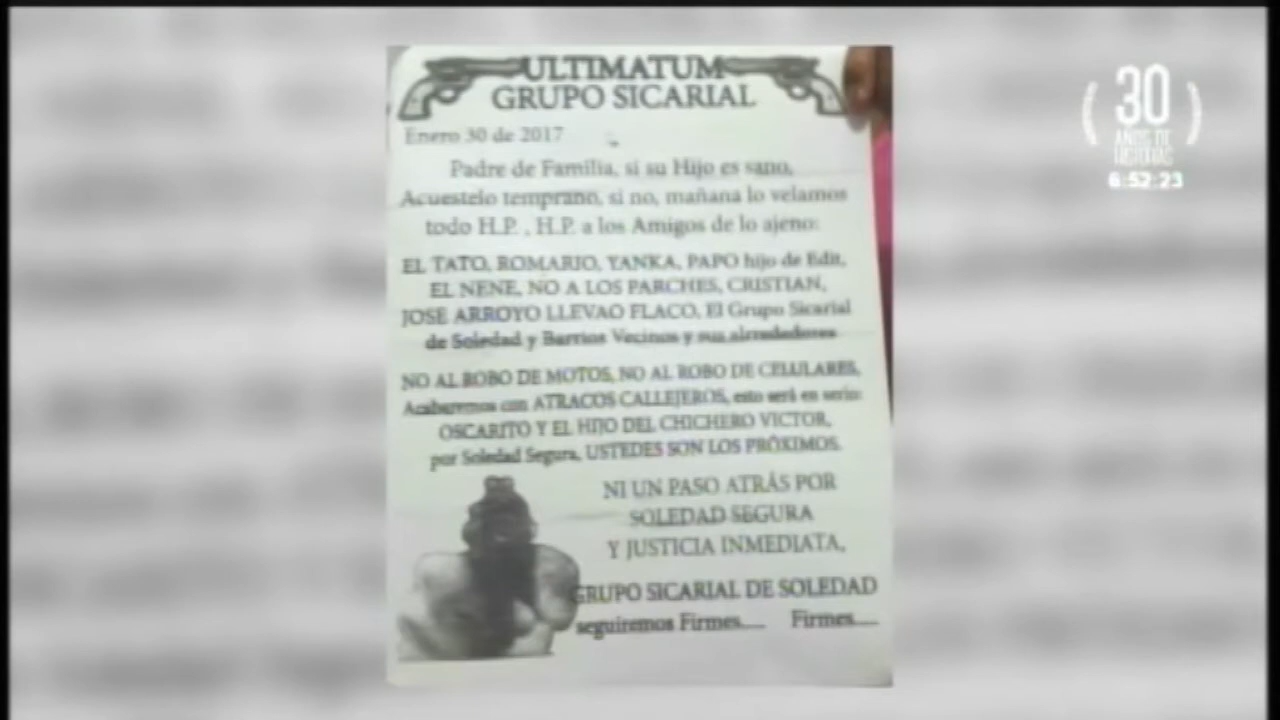 ULTIMATUM
GRUPO SICARIAL
Enero 30 de 2017
Padre de Familia, si su Hijo es sano,
Acuestelo temprano, si no, mañana lo velamos
todo H.P. , H.P. a los Amigos de lo ajeno:
EL TATO, ROMARIO, YANKA, PAPO hijo de Edit,
EL NENE, NO A LOS PARCHES, CRISTIAN,
JOSE ARROYO LLEVAO FLACO, El Grupo Sicarial
de Soledad y Barrios Vecinos y sus alrrededores
NO AL ROBO DE MOTOS, NO AL ROBO DE CELULARES,
Acabaremos con ATRACOS CALLEJEROS, esto será en serio:
OSCARITO Y EL HIJO DEL CHICHERO VICTOR,
por Soledad Segura, USTEDES SON LOS PRÓXIMOS.
NI UN PASO ATRÁS POR
SOLEDAD SEGURA
Y JUSTICIA INMEDIATA,
GRUPO SICARIAL DE SOLEDAD
seguiremos Firmes..... Firmes.....
30
AÑOS DE
HISTORIAS
6:52:23